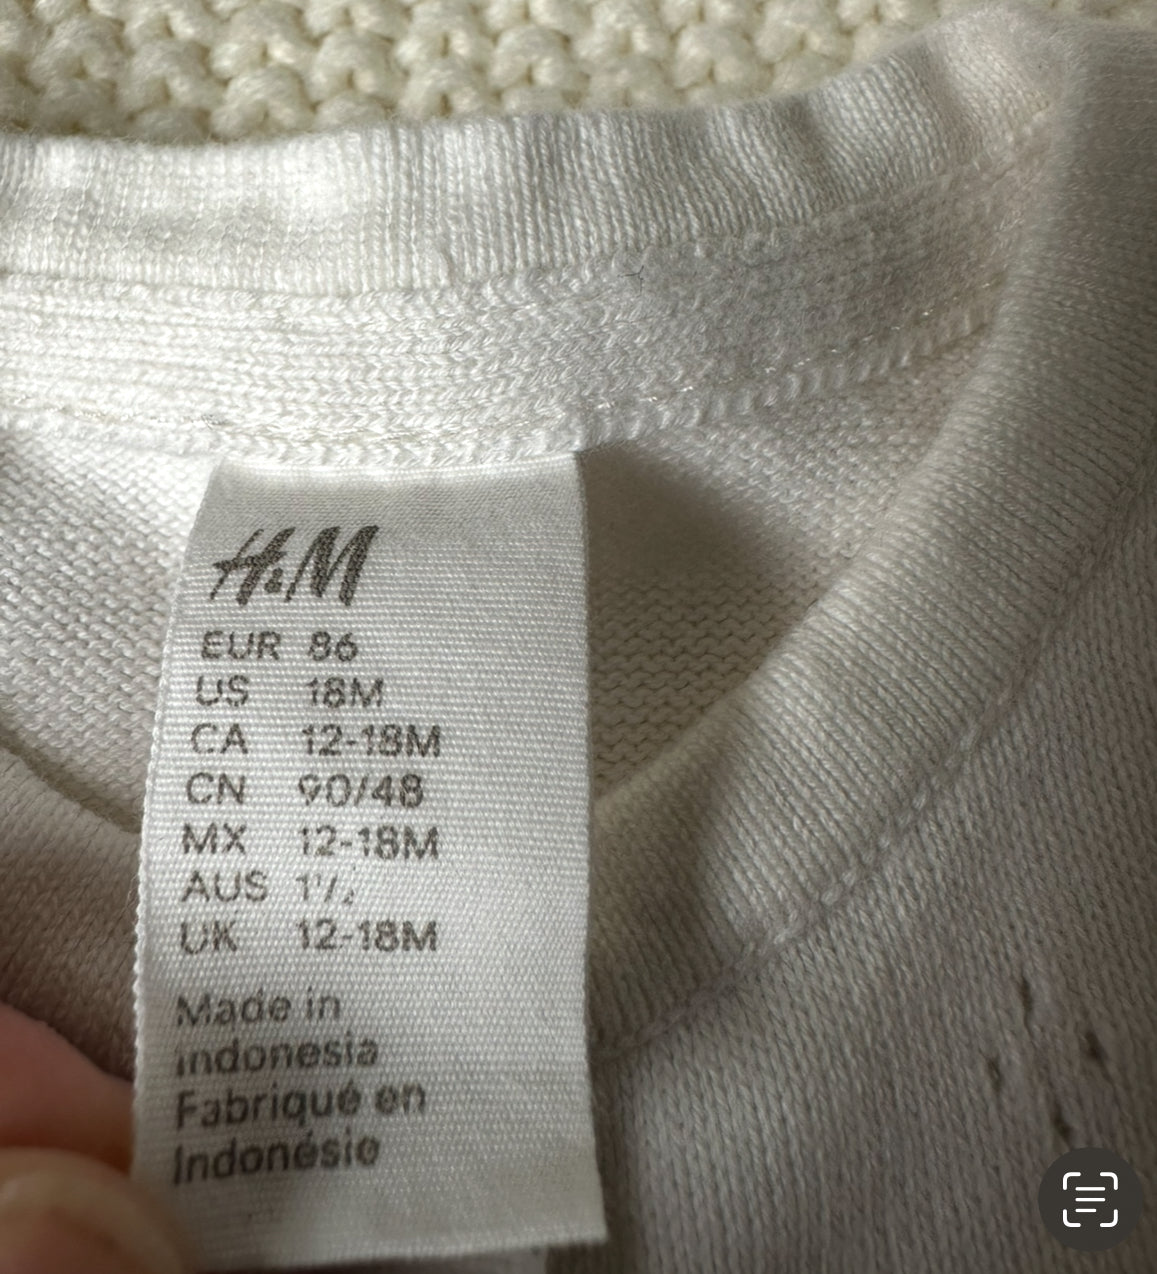 H&M
EUR 86
US 18M
CA 12-18M
CN 90/48
MX 12-18M
AUS 1½
UK 12-18M
Made in
Indonesia
Fabriqué en
Indonésie